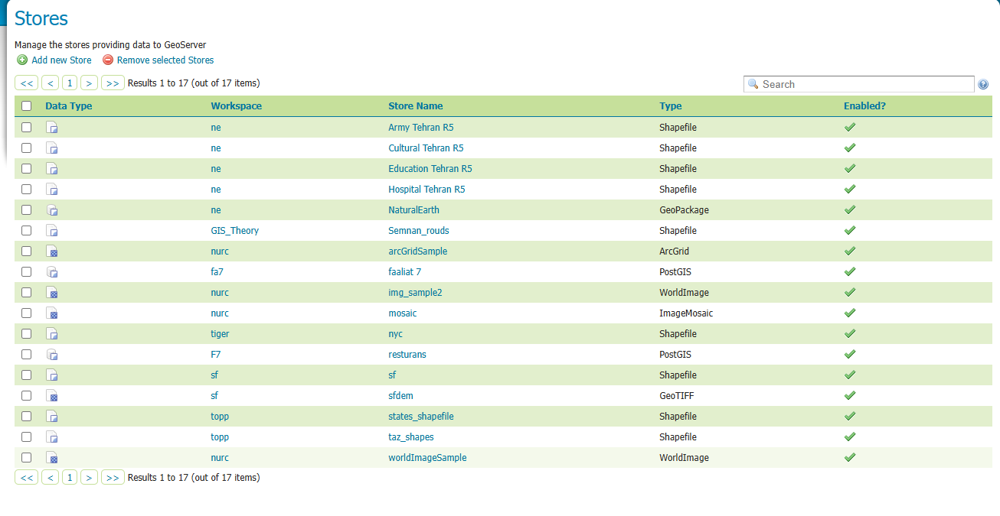 Stores
Manage the stores providing data to GeoServer
Add new Store Remove selected Stores
<< < 1 > >> Results 1 to 17 (out of 17 items) Search
Data Type Workspace Store Name Type Enabled?
ne Army Tehran R5 Shapefile
ne Cultural Tehran R5 Shapefile
ne Education Tehran R5 Shapefile
ne Hospital Tehran R5 Shapefile
ne NaturalEarth GeoPackage
GIS_Theory Semnan_rouds Shapefile
nurc arcGridSample ArcGrid
fa7 faaliat 7 PostGIS
nurc img_sample2 WorldImage
nurc mosaic ImageMosaic
tiger nyc Shapefile
F7 resturans PostGIS
sf sf Shapefile
sf sfdem GeoTIFF
topp states_shapefile Shapefile
topp taz_shapes Shapefile
nurc worldImageSample WorldImage
<< < 1 > >> Results 1 to 17 (out of 17 items)